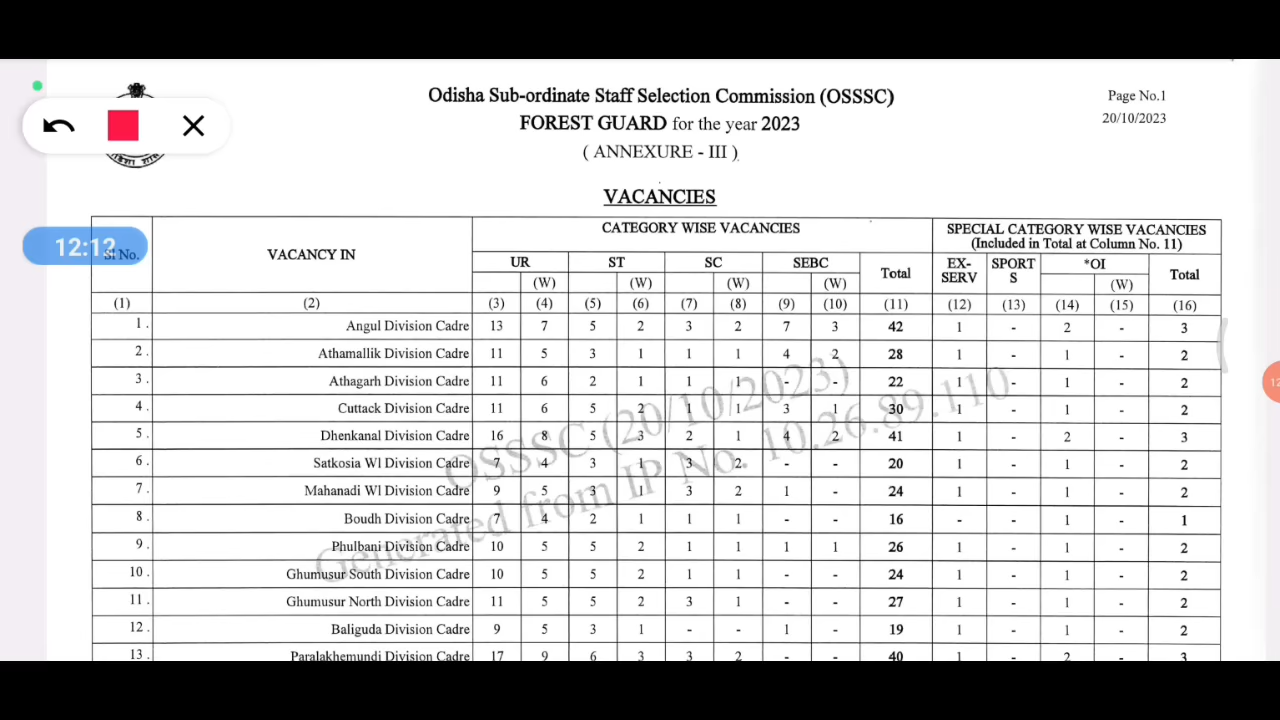 Odisha Sub-ordinate Staff Selection Commission (OSSSC)
Page No.1
FOREST GUARD for the year 2023
20/10/2023
( ANNEXURE - III )
VACANCIES
12:12
Sl No. VACANCY IN CATEGORY WISE VACANCIES SPECIAL CATEGORY WISE VACANCIES
(Included in Total at Column No. 11)
UR ST SC SEBC Total EX-SERV SPORTS *OI Total
(W) (W) (W) (W) (W)
(1) (2) (3) (4) (5) (6) (7) (8) (9) (10) (11) (12) (13) (14) (15) (16)
1. Angul Division Cadre 13 7 5 2 3 2 7 3 42 1 - 2 - 3
2. Athamallik Division Cadre 11 5 3 1 1 1 4 2 28 1 - 1 - 2
3. Athagarh Division Cadre 11 6 2 1 1 1 - - 22 1 - 1 - 2
4. Cuttack Division Cadre 11 6 5 2 1 1 3 1 30 1 - 1 - 2
5. Dhenkanal Division Cadre 16 8 5 3 2 1 4 2 41 1 - 2 - 3
6. Satkosia Wl Division Cadre 7 4 3 1 3 2 - - 20 1 - 1 - 2
7. Mahanadi Wl Division Cadre 9 5 3 1 3 2 1 - 24 1 - 1 - 2
8. Boudh Division Cadre 7 4 2 1 1 1 - - 16 - - 1 - 1
9. Phulbani Division Cadre 10 5 5 2 1 1 1 1 26 1 - 1 - 2
10. Ghumusur South Division Cadre 10 5 5 2 1 1 - - 24 1 - 1 - 2
11. Ghumusur North Division Cadre 11 5 5 2 3 1 - - 27 1 - 1 - 2
12. Baliguda Division Cadre 9 5 3 1 - - 1 - 19 1 - 1 - 2
13. Paralakhemundi Division Cadre 17 9 6 3 3 2 - - 40 1 - 2 - 3
OSSSC (20/10/2023)
Generated from IP No. 10.26.89.110
12